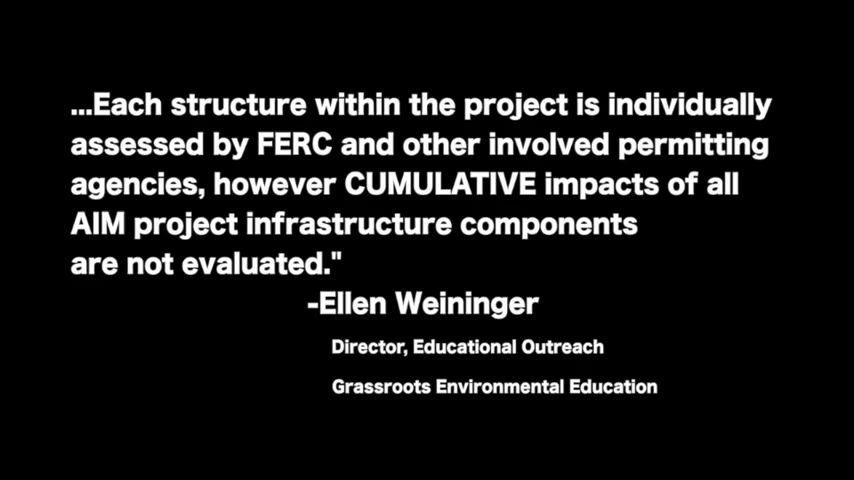 ...Each structure within the project is individually
assessed by FERC and other involved permitting
agencies, however CUMULATIVE impacts of all
AIM project infrastructure components
are not evaluated."
-Ellen Weininger
Director, Educational Outreach
Grassroots Environmental Education